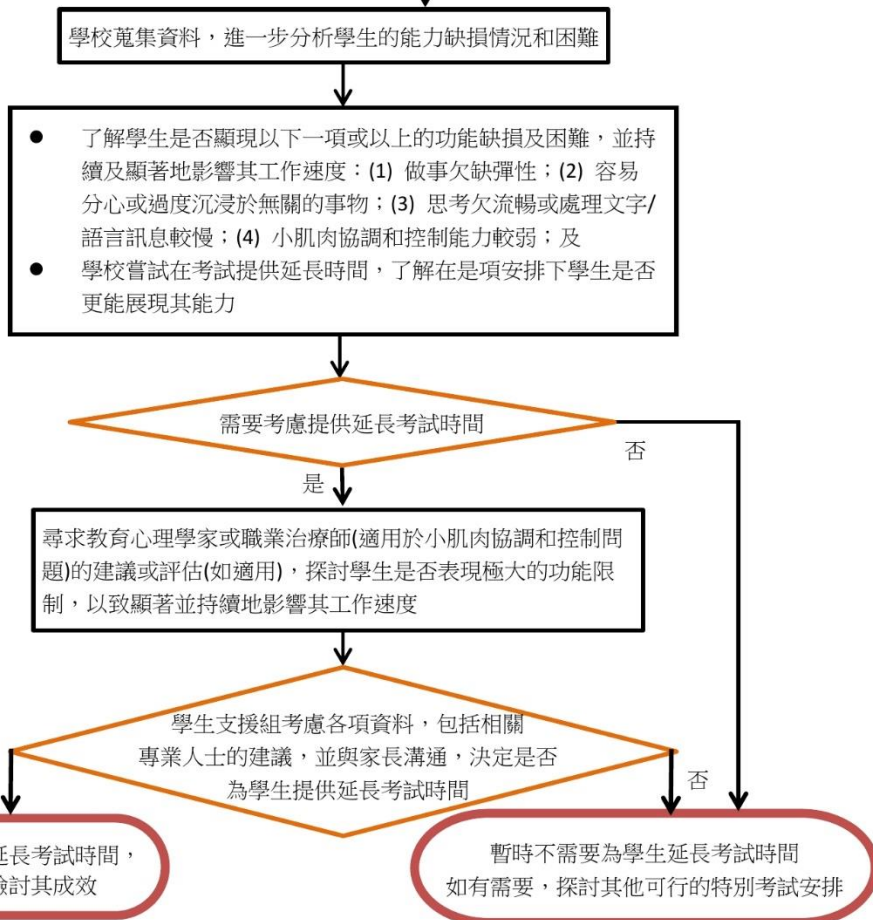 學校蒐集資料，進一步分析學生的能力缺損情況和困難
● 了解學生是否顯現以下一項或以上的功能缺損及困難，並持
續及顯著地影響其工作速度：(1) 做事欠缺彈性；(2) 容易
分心或過度沉浸於無關的事物；(3) 思考欠流暢或處理文字/
語言訊息較慢；(4) 小肌肉協調和控制能力較弱；及
● 學校嘗試在考試提供延長時間，了解在是項安排下學生是否
更能展現其能力
需要考慮提供延長考試時間
否
是
尋求教育心理學家或職業治療師(適用於小肌肉協調和控制問
題)的建議或評估(如適用)，探討學生是否表現極大的功能限
制，以致顯著並持續地影響其工作速度
學生支援組考慮各項資料，包括相關
專業人士的建議，並與家長溝通，決定是否
為學生提供延長考試時間
否
延長考試時間，
檢討其成效
暫時不需要為學生延長考試時間
如有需要，探討其他可行的特別考試安排